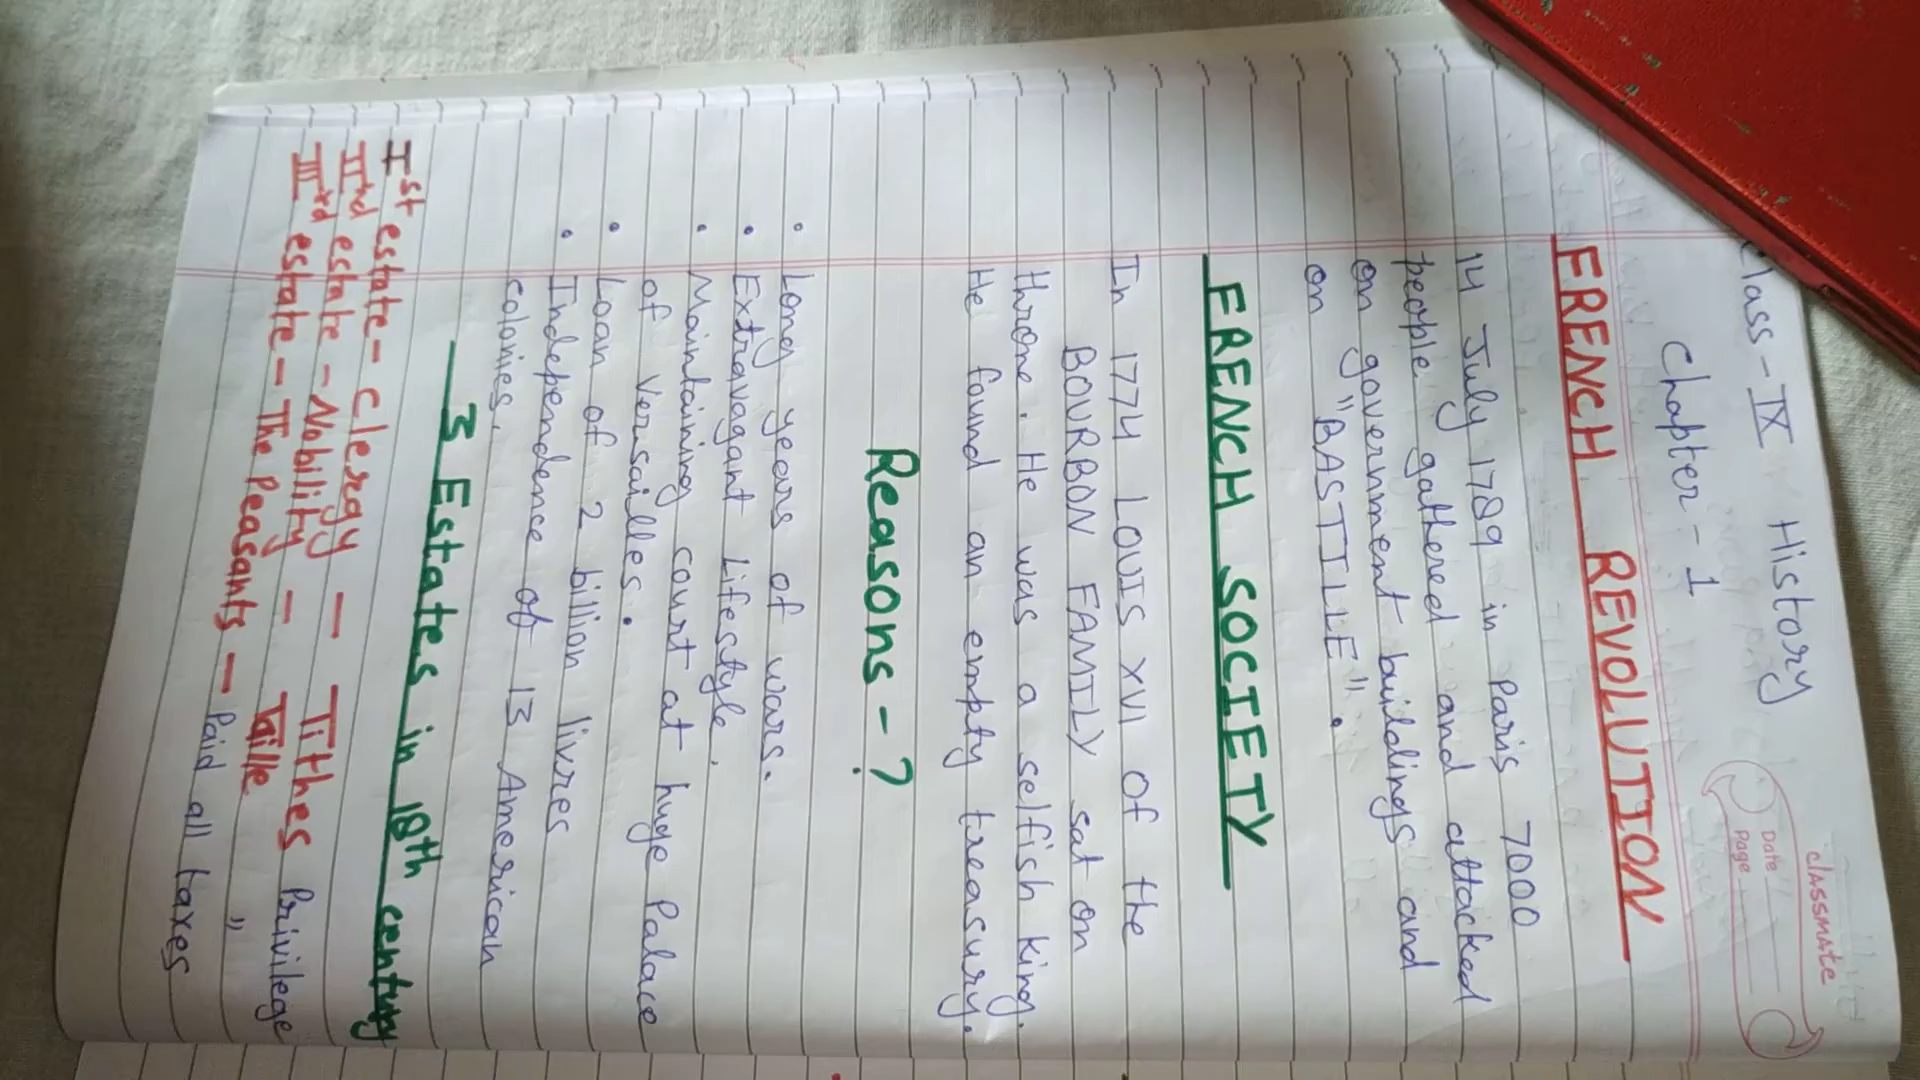 classmate
Date
Page
Class-IX History
Chapter-1
FRENCH REVOLUTION
14 July 1789 in Paris 7000
people gathered and attacked
on government buildings and
on "BASTILLE".
FRENCH SOCIETY
In 1774 LOUIS XVI of the
BOURBON FAMILY sat on
throne. He was a selfish king.
He found an empty treasury.
Reasons-?
• Long years of wars.
• Extravagant Lifestyle,
• Maintaining court at huge Palace
of Versailles.
• Loan of 2 billion livres
• Independence of 13 American
colonies.
3 Estates in 18th century
Ist estate- Clergy — Tithes Privilege
IInd estate - Nobility — Taille "
IIIrd estate - The Peasants — Paid all taxes